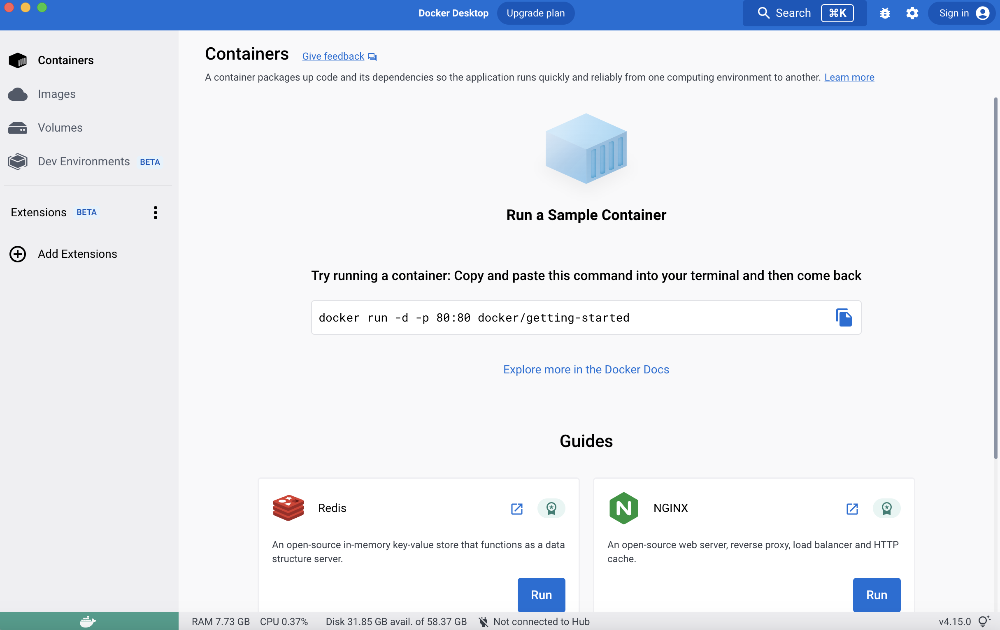 Docker Desktop
Upgrade plan
Search
⌘K
Sign in
Containers
Images
Volumes
Dev Environments BETA
Extensions BETA
Add Extensions
Containers
Give feedback
A container packages up code and its dependencies so the application runs quickly and reliably from one computing environment to another. Learn more
Run a Sample Container
Try running a container: Copy and paste this command into your terminal and then come back
docker run -d -p 80:80 docker/getting-started
Explore more in the Docker Docs
Guides
Redis
An open-source in-memory key-value store that functions as a data
structure server.
Run
N
NGINX
An open-source web server, reverse proxy, load balancer and HTTP
cache.
Run
RAM 7.73 GB CPU 0.37% Disk 31.85 GB avail. of 58.37 GB Not connected to Hub
v4.15.0